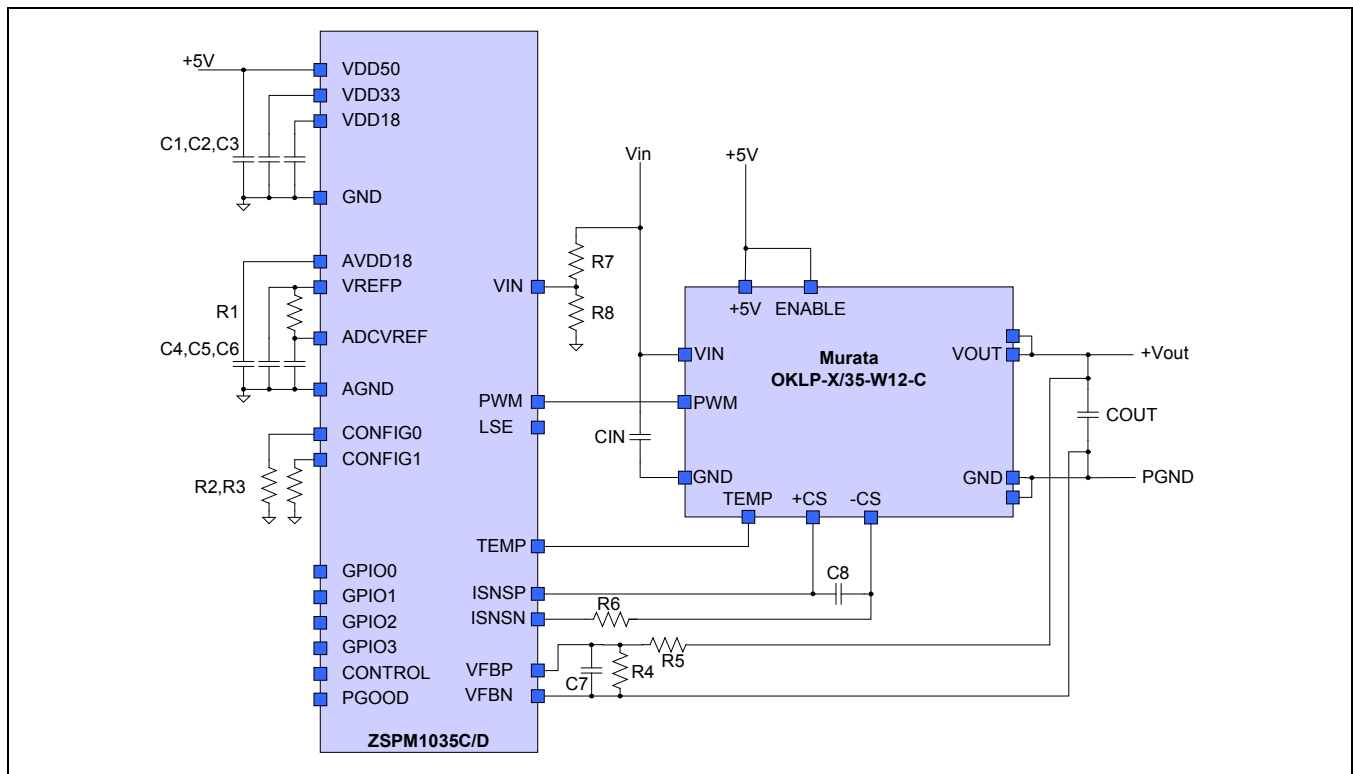 +5V
VDD50
VDD33
VDD18
C1,C2,C3
GND
AVDD18
VREFP
R1
ADCVREF
C4,C5,C6
AGND
CONFIG0
CONFIG1
R2,R3
GPIO0
GPIO1
GPIO2
GPIO3
CONTROL
PGOOD
VIN
PWM
LSE
TEMP
ISNSP
ISNSN
VFBP
VFBN
ZSPM1035C/D
Vin
+5V
R7
R8
CIN
+5V ENABLE
VIN
Murata
OKLP-X/35-W12-C
VOUT
PWM
GND
GND
TEMP +CS -CS
+Vout
COUT
PGND
C8
R6
R5
C7
R4